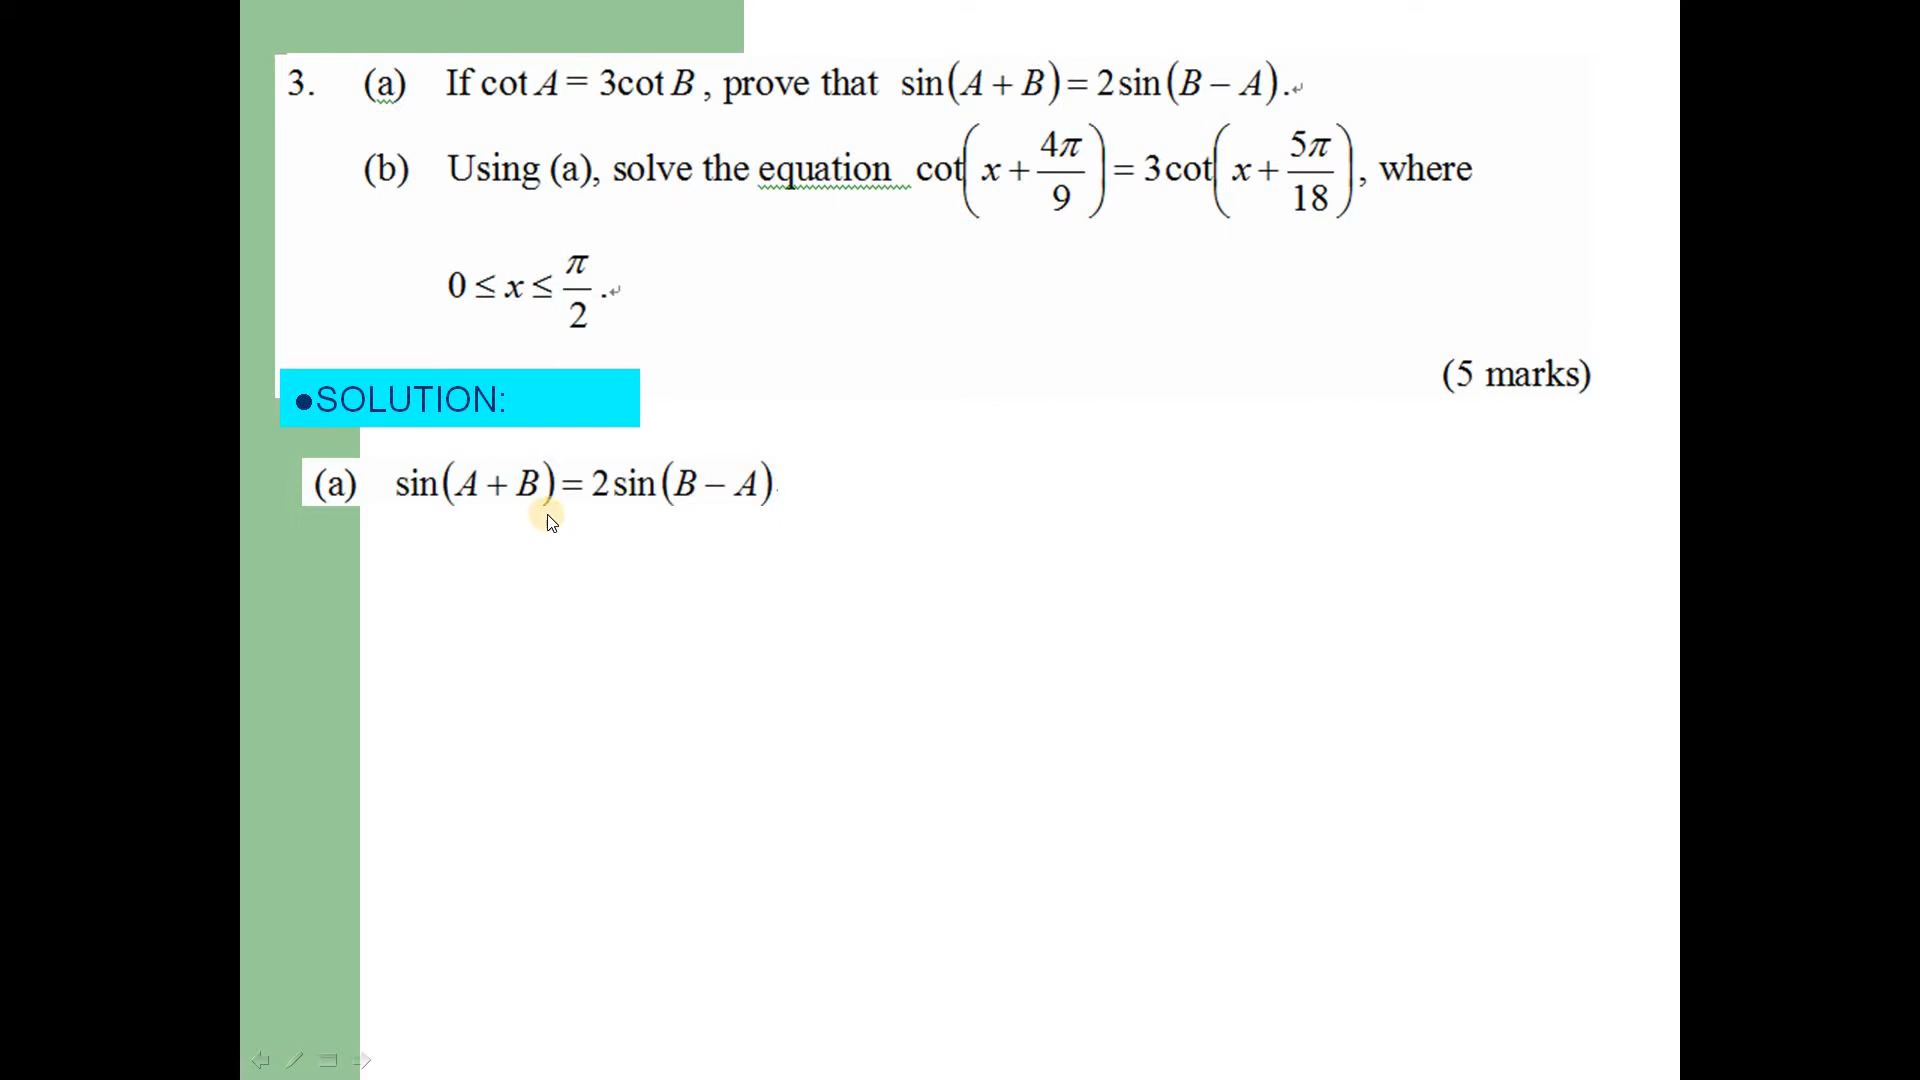 3. (a) If cot A = 3cot B , prove that sin(A + B) = 2sin(B − A).↵
(b) Using (a), solve the equation cot(x + 4π/9) = 3cot(x + 5π/18), where
0 ≤ x ≤ π/2 .↵
(5 marks)
●SOLUTION:
(a) sin(A + B) = 2sin(B − A)